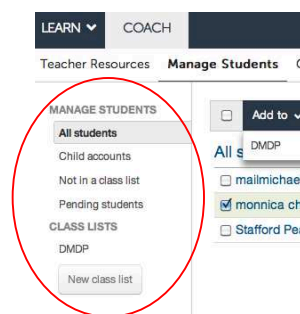 LEARN COACH
Teacher Resources Manage Students
MANAGE STUDENTS
All students
Child accounts
Not in a class list
Pending students
CLASS LISTS
DMDP
New class list
Add to
All
DMDP
mailmichae
monnica ch
Stafford Pea